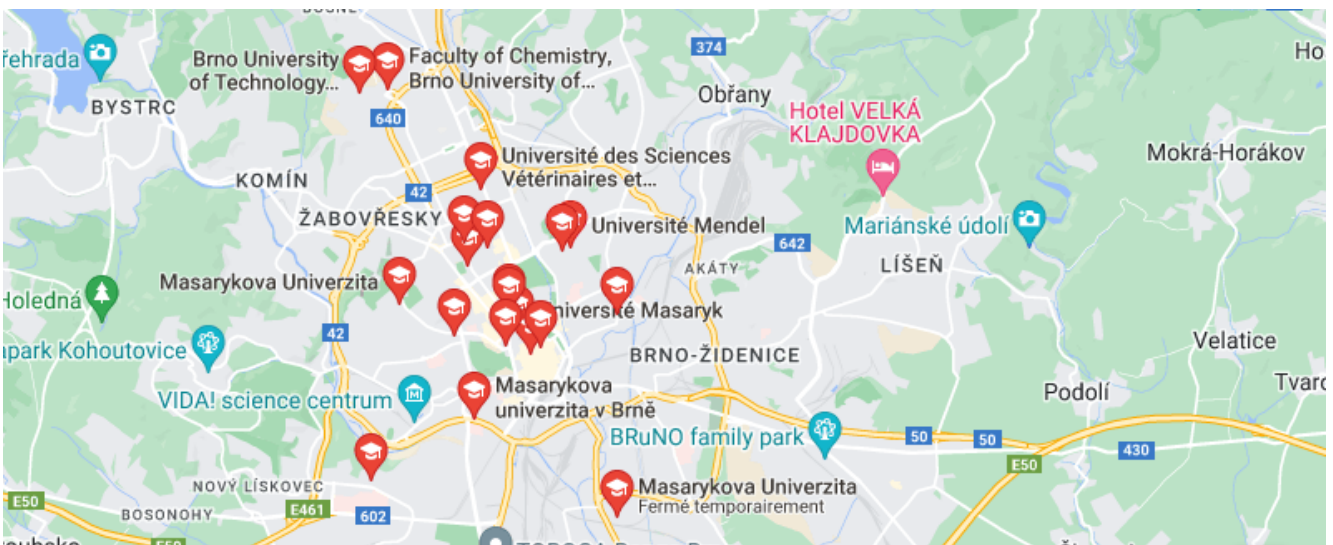 374
Ho
Brno University
of Technology...
Faculty of Chemistry,
Brno University of...
BYSTRC
Obřany
640
Hotel VELKÁ
KLAJDOVKA
Mokrá-Horákov
Université des Sciences
Vétérinaires et...
KOMÍN
42
ŽABOVŘESKY
Université Mendel
Mariánské údolí
642
LÍŠEŇ
AKÁTY
Masarykova Univerzita
Holedná
niversité Masaryk
42
Velatice
park Kohoutovice
BRNO-ŽIDENICE
Tvaro
Podolí
Masarykova
univerzita v Brně
VIDA! science centrum
BRuNO family park
50
50
430
E50
NOVÝ LÍSKOVEC
Masarykova Univerzita
Fermé temporairement
E50
BOSONOHY
E461
602
E50